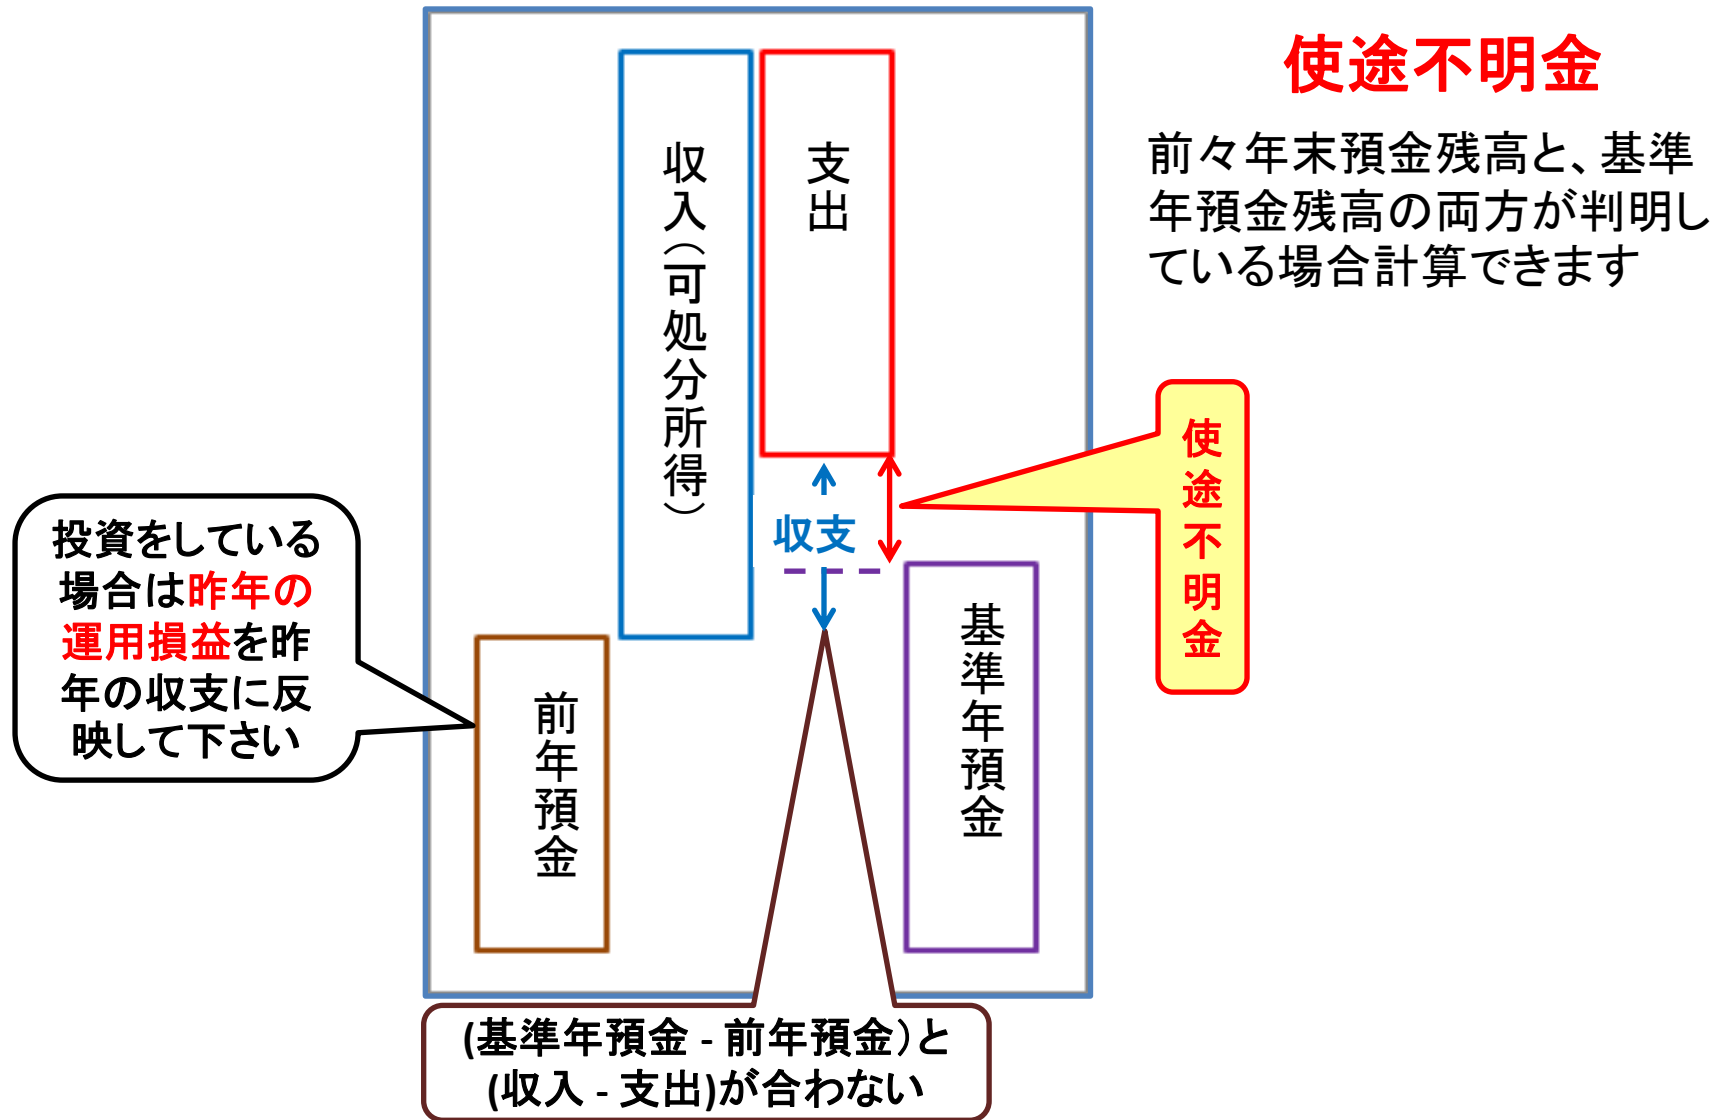 使途不明金
前々年末預金残高と、基準
年預金残高の両方が判明し
ている場合計算できます
収入（可処分所得）
支出
収支
使途不明金
投資をしている
場合は昨年の
運用損益を昨
年の収支に反
映して下さい
前年預金
基準年預金
(基準年預金 - 前年預金）と
(収入 - 支出)が合わない